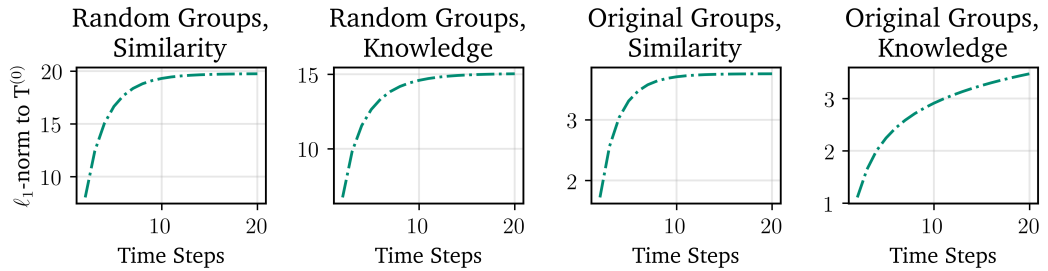 Random Groups,
Similarity
Random Groups,
Knowledge
Original Groups,
Similarity
Original Groups,
Knowledge
ℓ₁-norm to T⁽⁰⁾
20
15
10
10
20
Time Steps
15
10
10
20
Time Steps
3
2
10
20
Time Steps
3
2
1
10
20
Time Steps